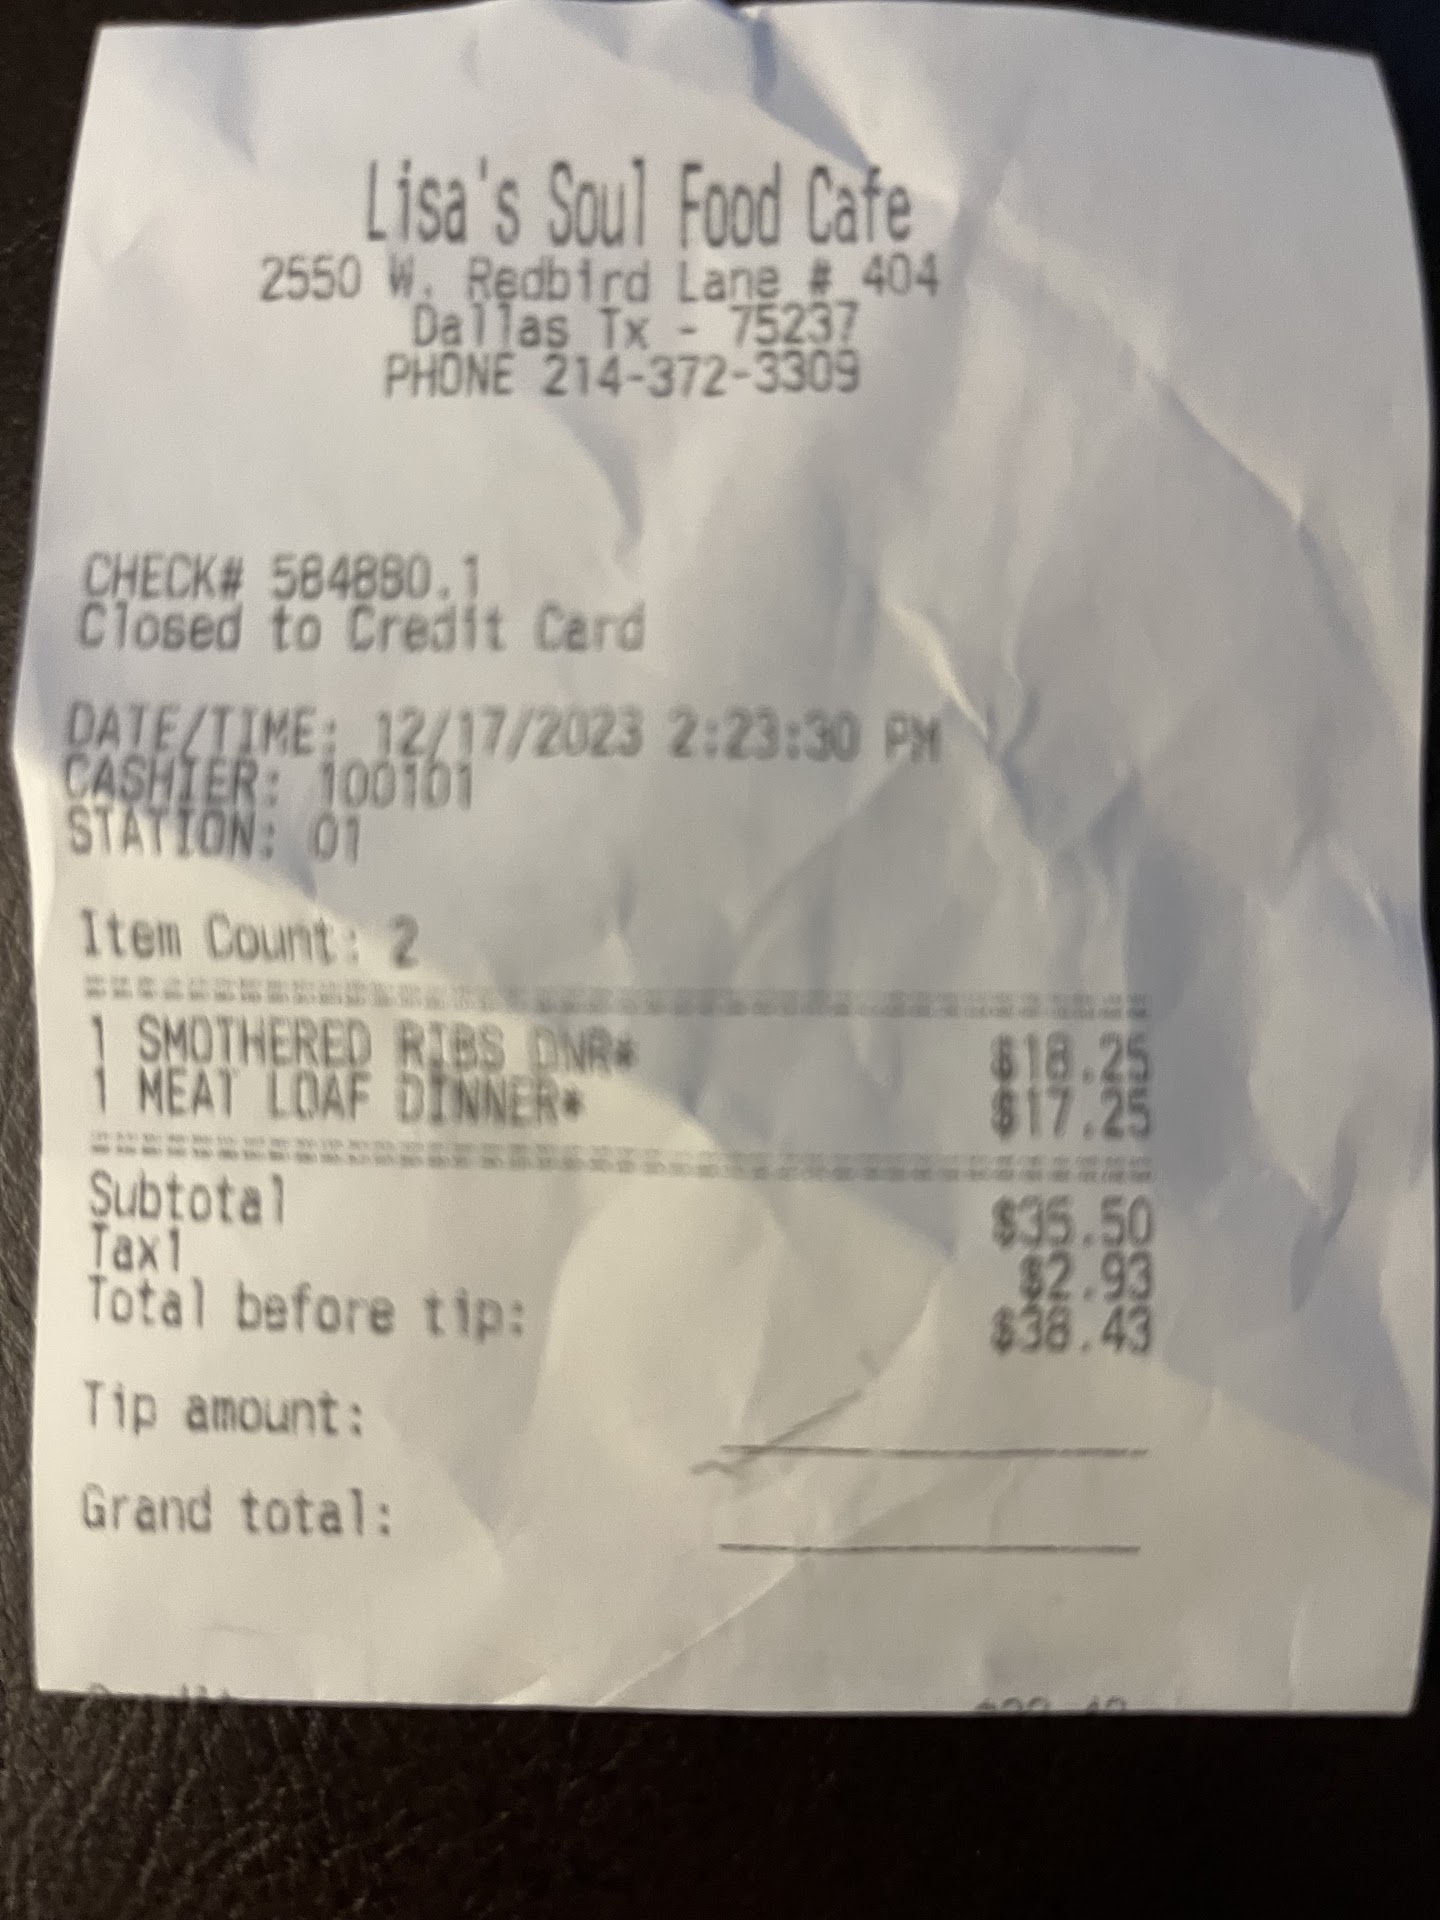 Lisa's Soul Food Cafe
2550 W. Redbird Lane # 404
Dallas Tx - 75237
PHONE 214-372-3309
CHECK# 584880.1
Closed to Credit Card
DATE/TIME: 12/17/2023 2:23:30 PM
CASHIER: 100101
STATION: 01
Item Count: 2
1 SMOTHERED RIBS DNR* $18.25
1 MEAT LOAF DINNER* $17.25
Subtotal $35.50
Tax1 $2.93
Total before tip: $38.43
Tip amount:
Grand total: